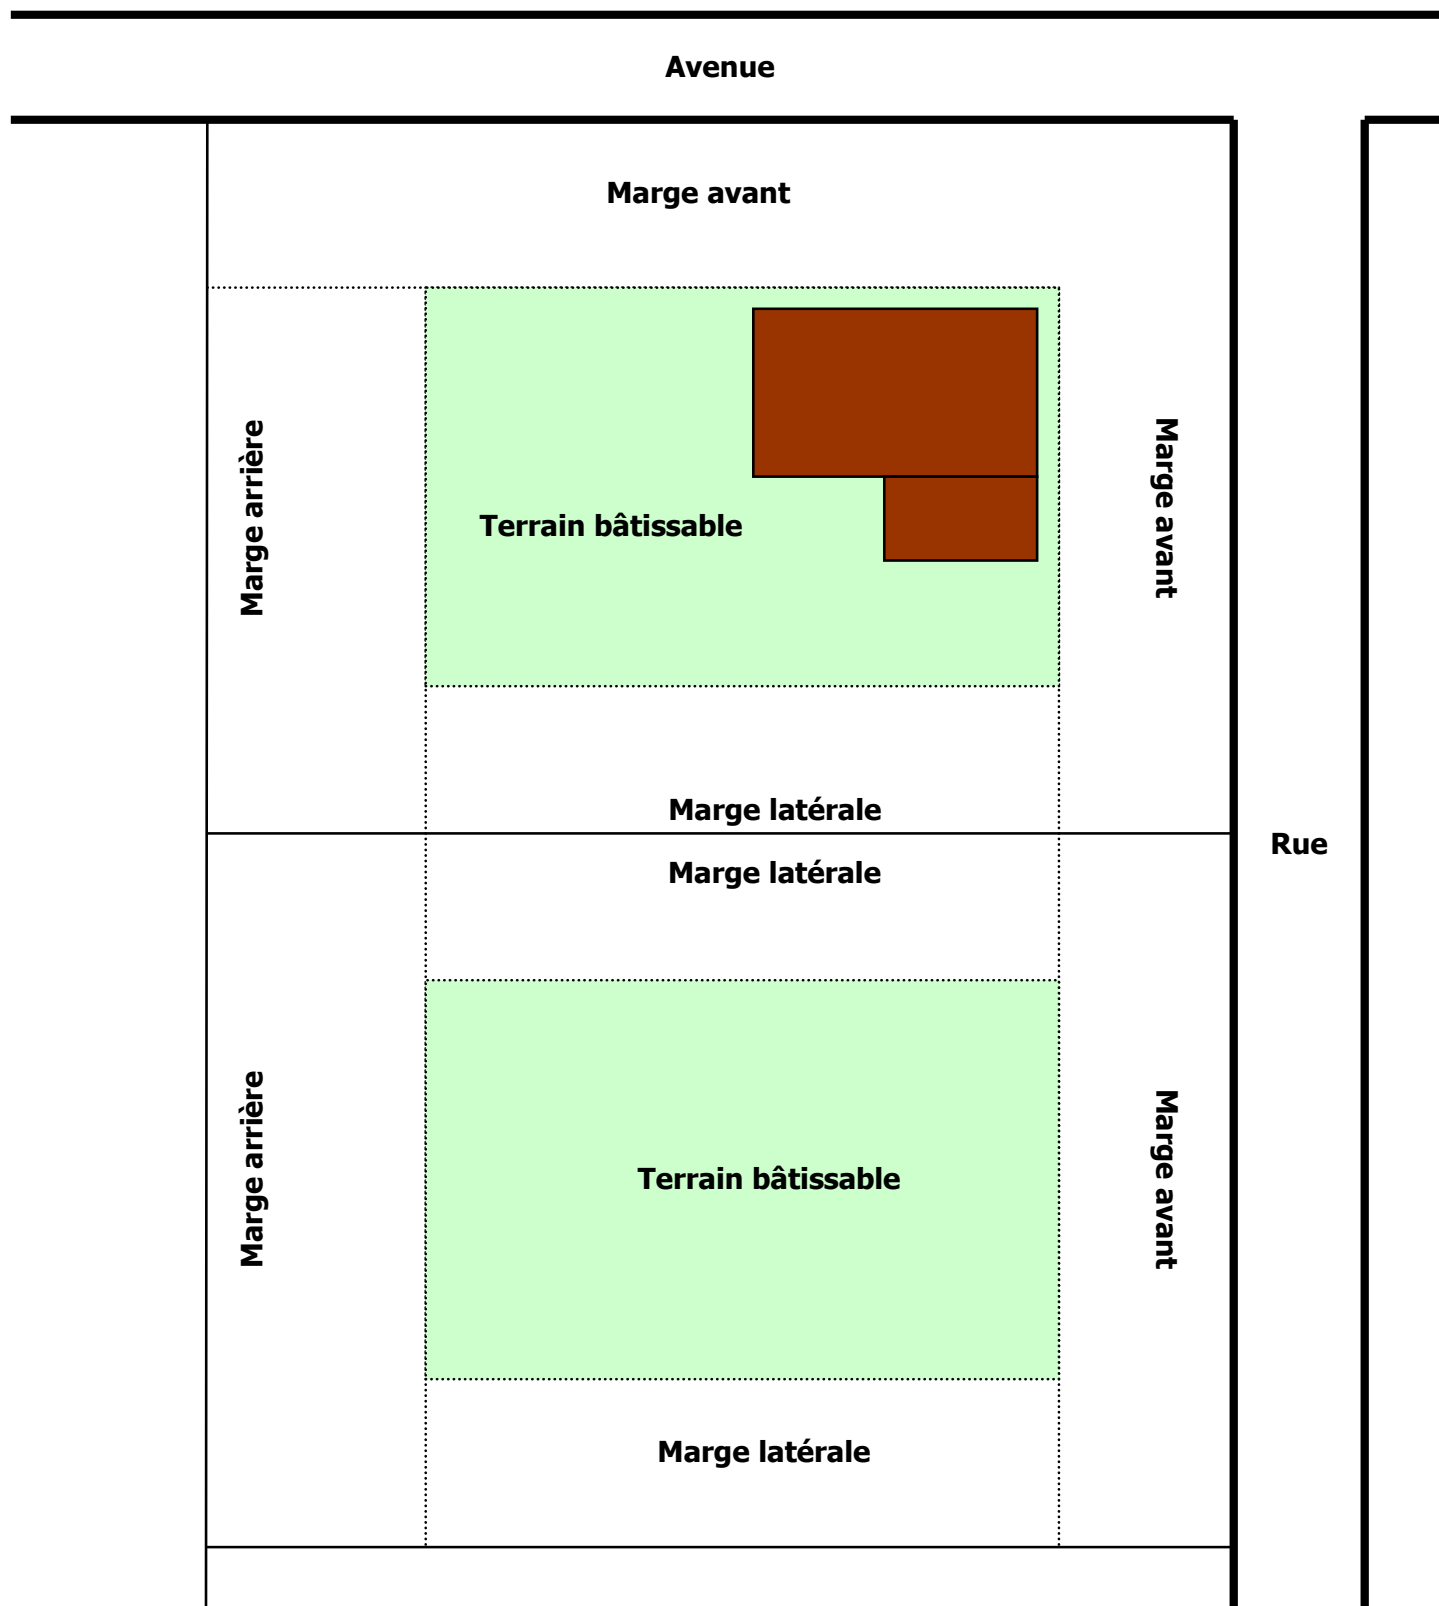 Avenue
Marge avant
Marge arrière
Marge avant
Terrain bâtissable
Marge latérale
Rue
Marge latérale
Marge arrière
Marge avant
Terrain bâtissable
Marge latérale